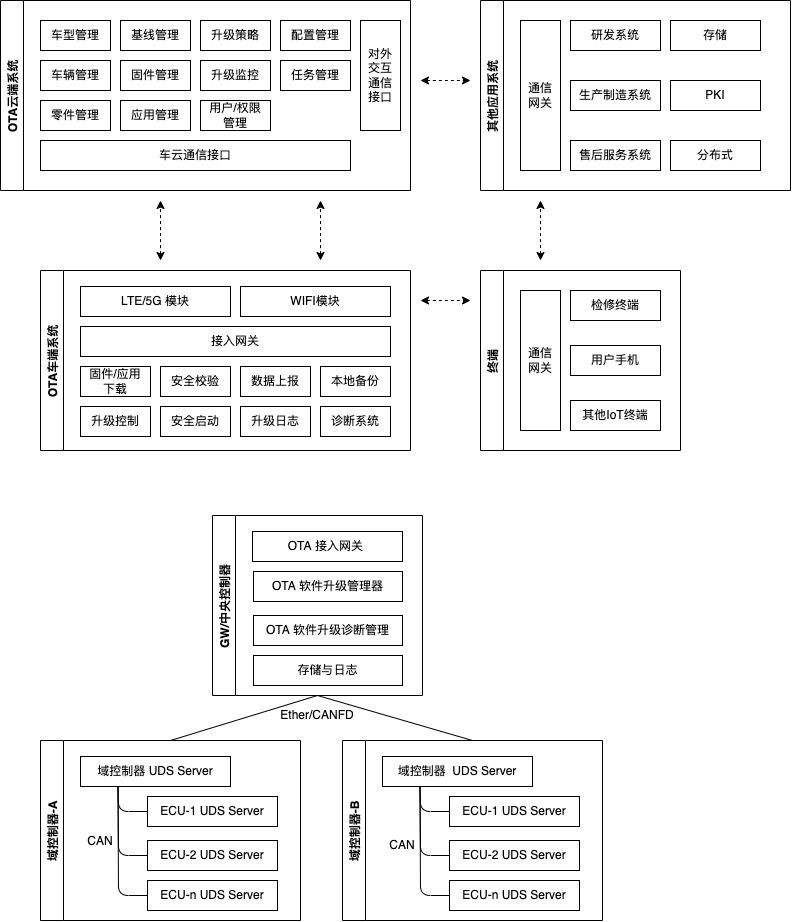 OTA云端系统
车型管理
基线管理
升级策略
配置管理
车辆管理
固件管理
升级监控
任务管理
零件管理
应用管理
用户/权限
管理
车云通信接口
对外
交互
通信
接口
其他应用系统
通信
网关
研发系统
存储
生产制造系统
PKI
售后服务系统
分布式
OTA车端系统
LTE/5G 模块
WIFI模块
接入网关
固件/应用
下载
安全校验
数据上报
本地备份
升级控制
安全启动
升级日志
诊断系统
终端
通信
网关
检修终端
用户手机
其他IoT终端
GW/中央控制器
OTA 接入网关
OTA 软件升级管理器
OTA 软件升级诊断管理
存储与日志
Ether/CANFD
域控制器-A
域控制器 UDS Server
ECU-1 UDS Server
CAN
ECU-2 UDS Server
ECU-n UDS Server
域控制器-B
域控制器 UDS Server
ECU-1 UDS Server
CAN
ECU-2 UDS Server
ECU-n UDS Server